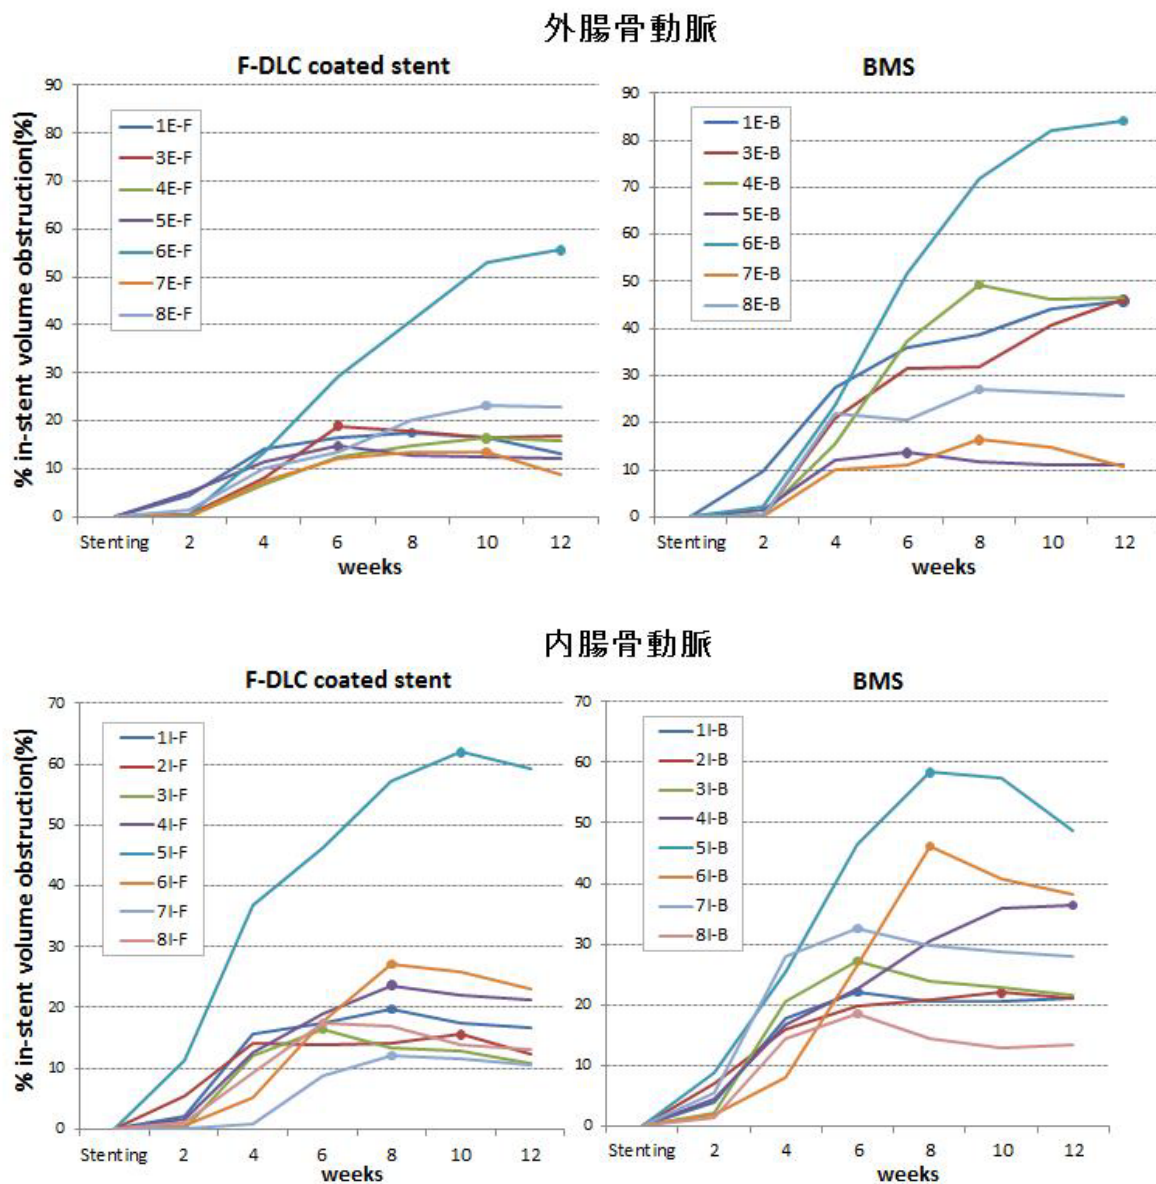 外腸骨動脈
F-DLC coated stent
% in-stent volume obstruction(%)
90
80
70
60
50
40
30
20
10
0
1E-F
3E-F
4E-F
5E-F
6E-F
7E-F
8E-F
Stenting 2 4 6 8 10 12
weeks
BMS
90
80
70
60
50
40
30
20
10
0
1E-B
3E-B
4E-B
5E-B
6E-B
7E-B
8E-B
Stenting 2 4 6 8 10 12
weeks
内腸骨動脈
F-DLC coated stent
% in-stent volume obstruction(%)
70
60
50
40
30
20
10
0
1I-F
2I-F
3I-F
4I-F
5I-F
6I-F
7I-F
8I-F
Stenting 2 4 6 8 10 12
weeks
BMS
70
60
50
40
30
20
10
0
1I-B
2I-B
3I-B
4I-B
5I-B
6I-B
7I-B
8I-B
Stenting 2 4 6 8 10 12
weeks